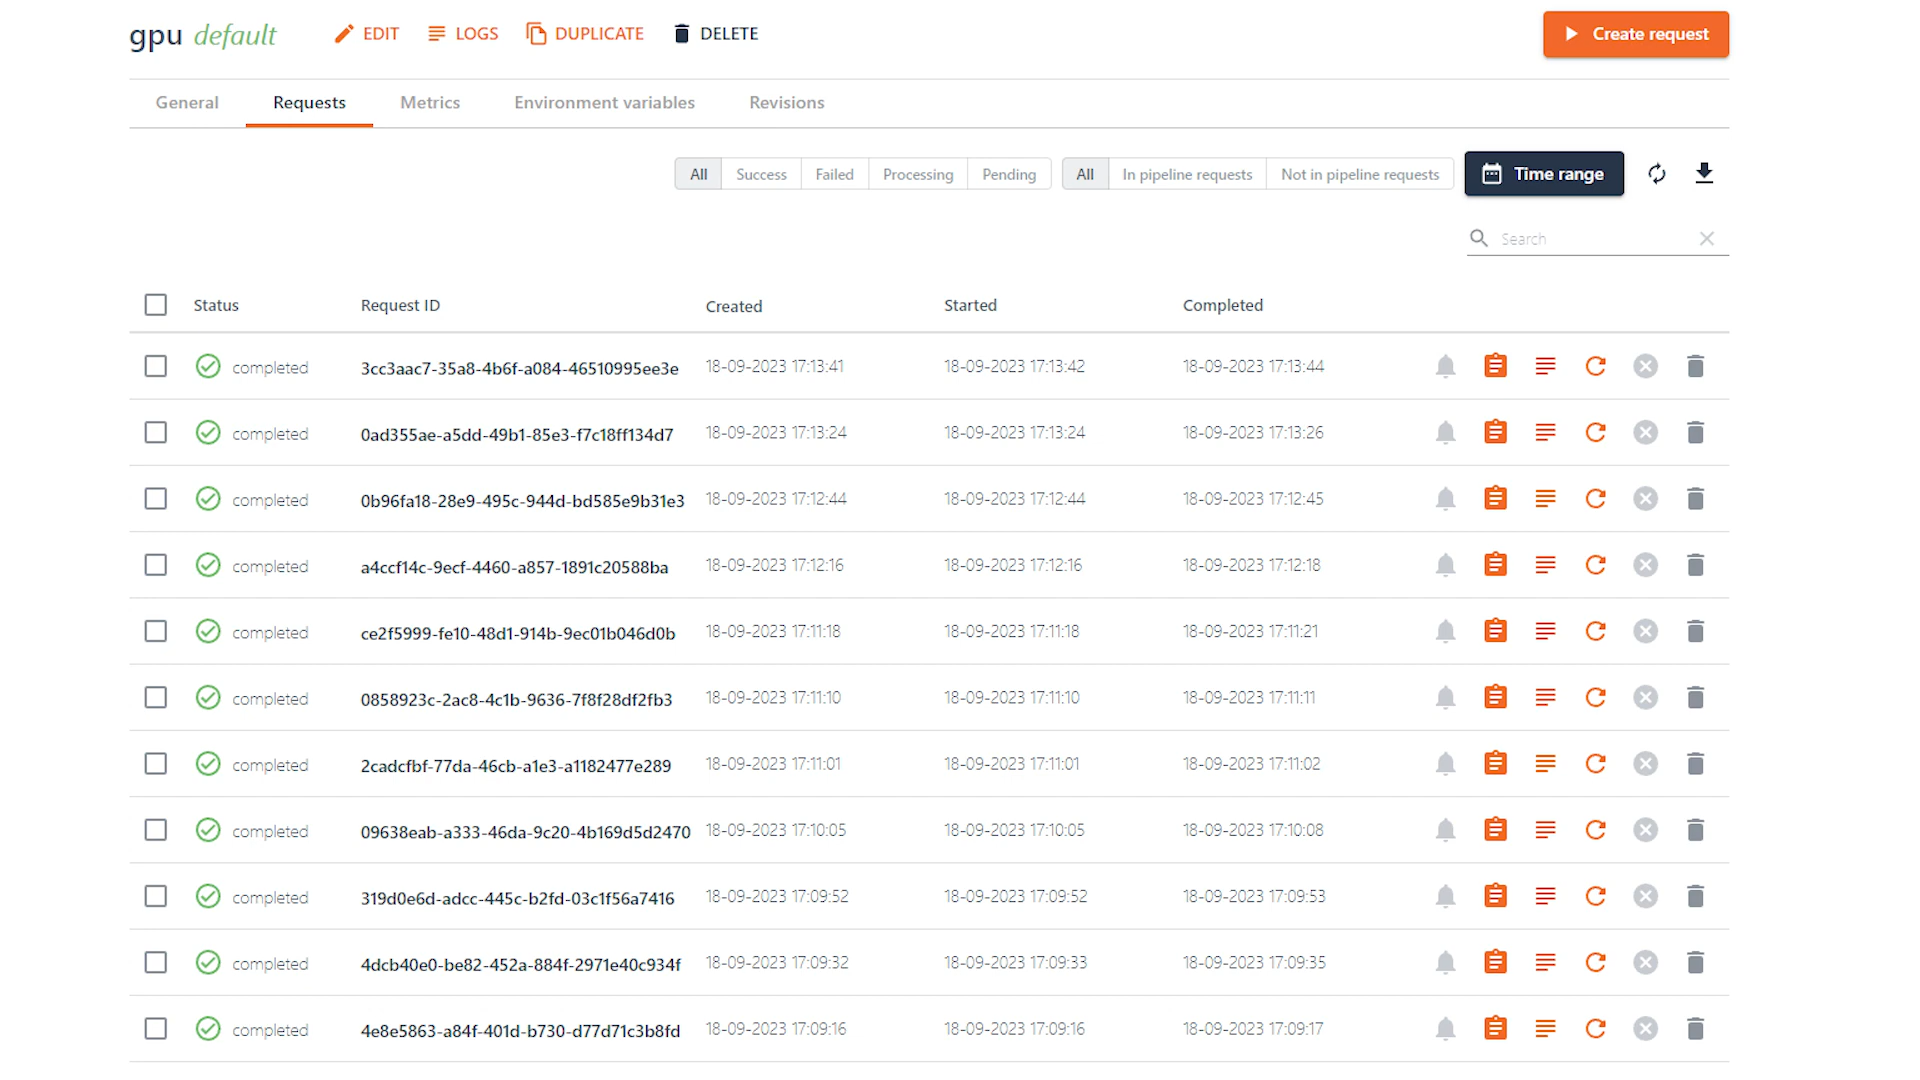 gpu default EDIT LOGS DUPLICATE DELETE Create request
General Requests Metrics Environment variables Revisions
All Success Failed Processing Pending All In pipeline requests Not in pipeline requests Time range
Search
Status Request ID Created Started Completed
completed 3cc3aac7-35a8-4b6f-a084-46510995ee3e 18-09-2023 17:13:41 18-09-2023 17:13:42 18-09-2023 17:13:44
completed 0ad355ae-a5dd-49b1-85e3-f7c18ff134d7 18-09-2023 17:13:24 18-09-2023 17:13:24 18-09-2023 17:13:26
completed 0b96fa18-28e9-495c-944d-bd585e9b31e3 18-09-2023 17:12:44 18-09-2023 17:12:44 18-09-2023 17:12:45
completed a4ccf14c-9ecf-4460-a857-1891c20588ba 18-09-2023 17:12:16 18-09-2023 17:12:16 18-09-2023 17:12:18
completed ce2f5999-fe10-48d1-914b-9ec01b046d0b 18-09-2023 17:11:18 18-09-2023 17:11:18 18-09-2023 17:11:21
completed 0858923c-2ac8-4c1b-9636-7f8f28df2fb3 18-09-2023 17:11:10 18-09-2023 17:11:10 18-09-2023 17:11:11
completed 2cadcfbf-77da-46cb-a1e3-a1182477e289 18-09-2023 17:11:01 18-09-2023 17:11:01 18-09-2023 17:11:02
completed 09638eab-a333-46da-9c20-4b169d5d2470 18-09-2023 17:10:05 18-09-2023 17:10:05 18-09-2023 17:10:08
completed 319d0e6d-adcc-445c-b2fd-03c1f56a7416 18-09-2023 17:09:52 18-09-2023 17:09:52 18-09-2023 17:09:53
completed 4dcb40e0-be82-452a-884f-2971e40c934f 18-09-2023 17:09:32 18-09-2023 17:09:33 18-09-2023 17:09:35
completed 4e8e5863-a84f-401d-b730-d77d71c3b8fd 18-09-2023 17:09:16 18-09-2023 17:09:16 18-09-2023 17:09:17